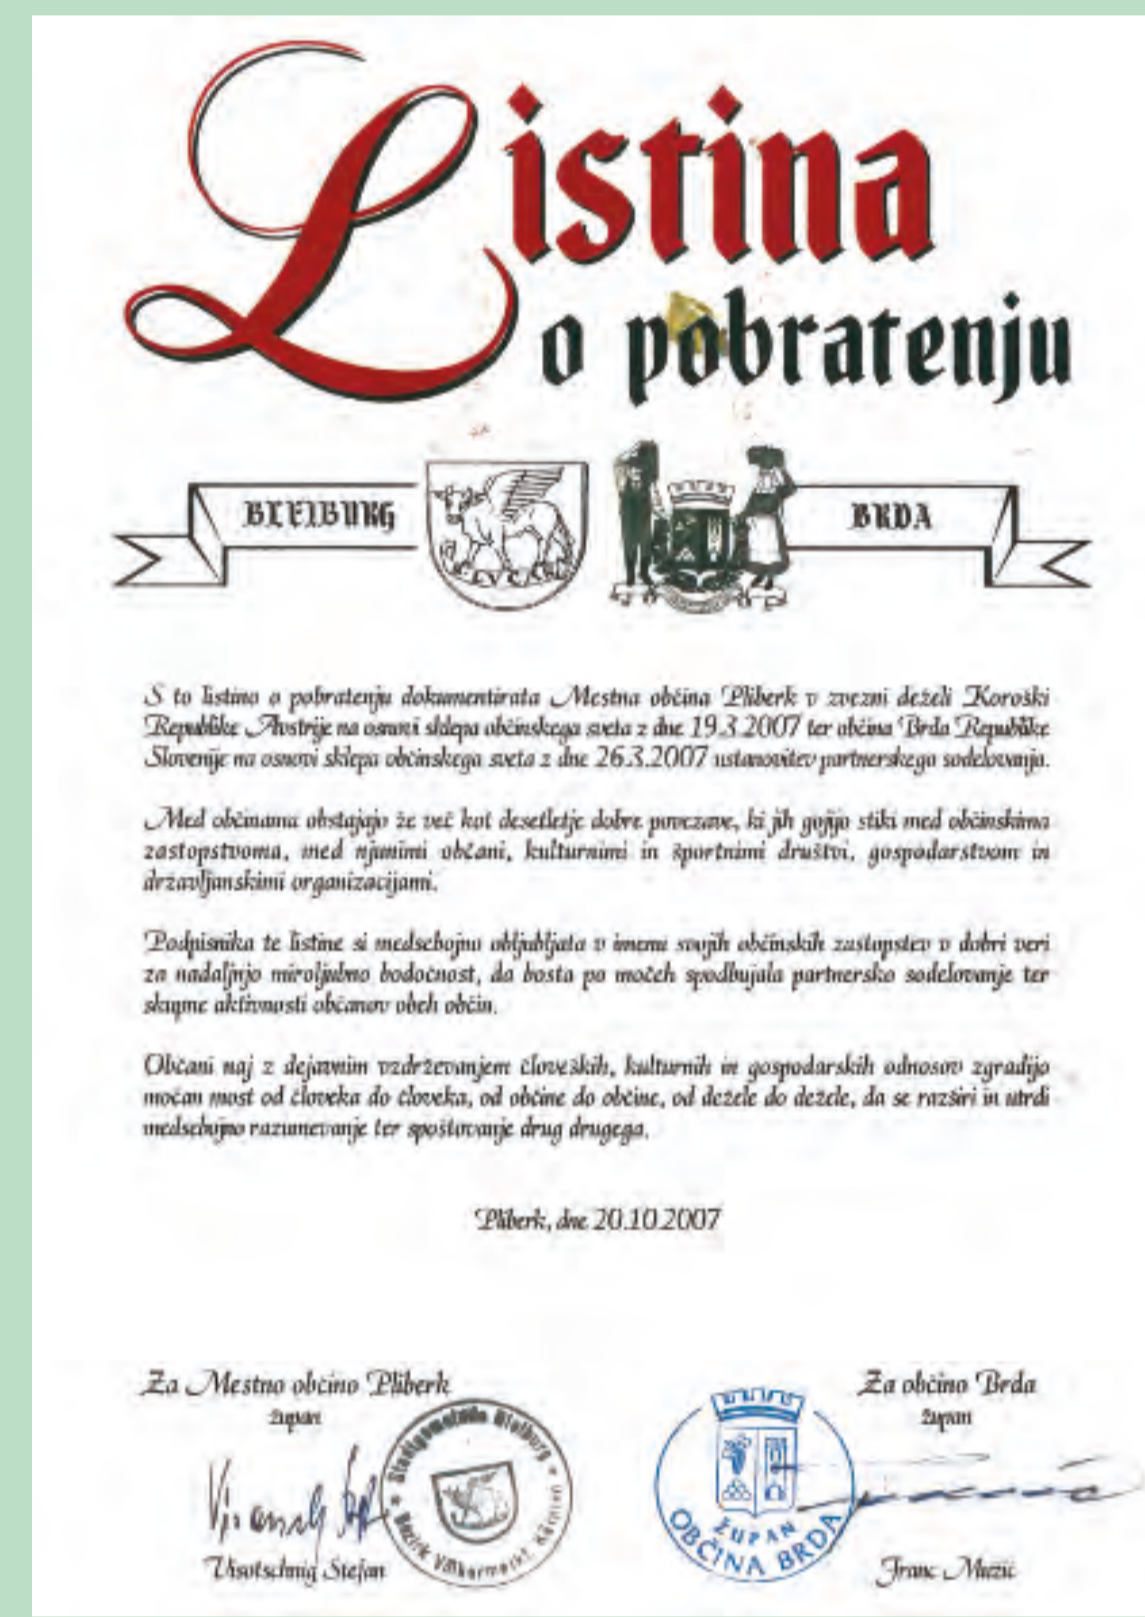 Listina
o pobratenju
BLEIBURG
BRDA
S to listino o pobratenju dokumentirata Mestna občina Pliberk v zvezni deželi Koroški
Republike Avstrije na osnovi sklepa občinskega sveta z dne 19.3.2007 ter občina Brda Republike
Slovenije na osnovi sklepa občinskega sveta z dne 26.3.2007 ustanovitev partnerskega sodelovanja.
Med občinama obstajajo že več kot desetletje dobre povezave, ki jih gojijo stiki med občinskima
zastopstvoma, med njunimi občani, kulturnimi in športnimi društvi, gospodarstvom in
državljanskimi organizacijami.
Podpisnika te listine si medsebojno obljubljata v imenu svojih občinskih zastopstev v dobri veri
za nadaljnjo miroljubno bodočnost, da bosta po močeh spodbujala partnersko sodelovanje ter
skupne aktivnosti občanov obeh občin.
Občani naj z dejavnim vzdrževanjem človeških, kulturnih in gospodarskih odnosov zgradijo
močan most od človeka do človeka, od občine do občine, od dežele do dežele, da se razširi in utrdi
medsebojno razumevanje ter spoštovanje drug drugega.
Pliberk, dne 20.10.2007
Za Mestno občino Pliberk
župan
Stadtgemeinde Bleiburg
Bezirk Völkermarkt, Kärnten
Visotschnig Stefan
Za občino Brda
župan
ŽUPAN
OBČINA BRDA
Franc Mužič